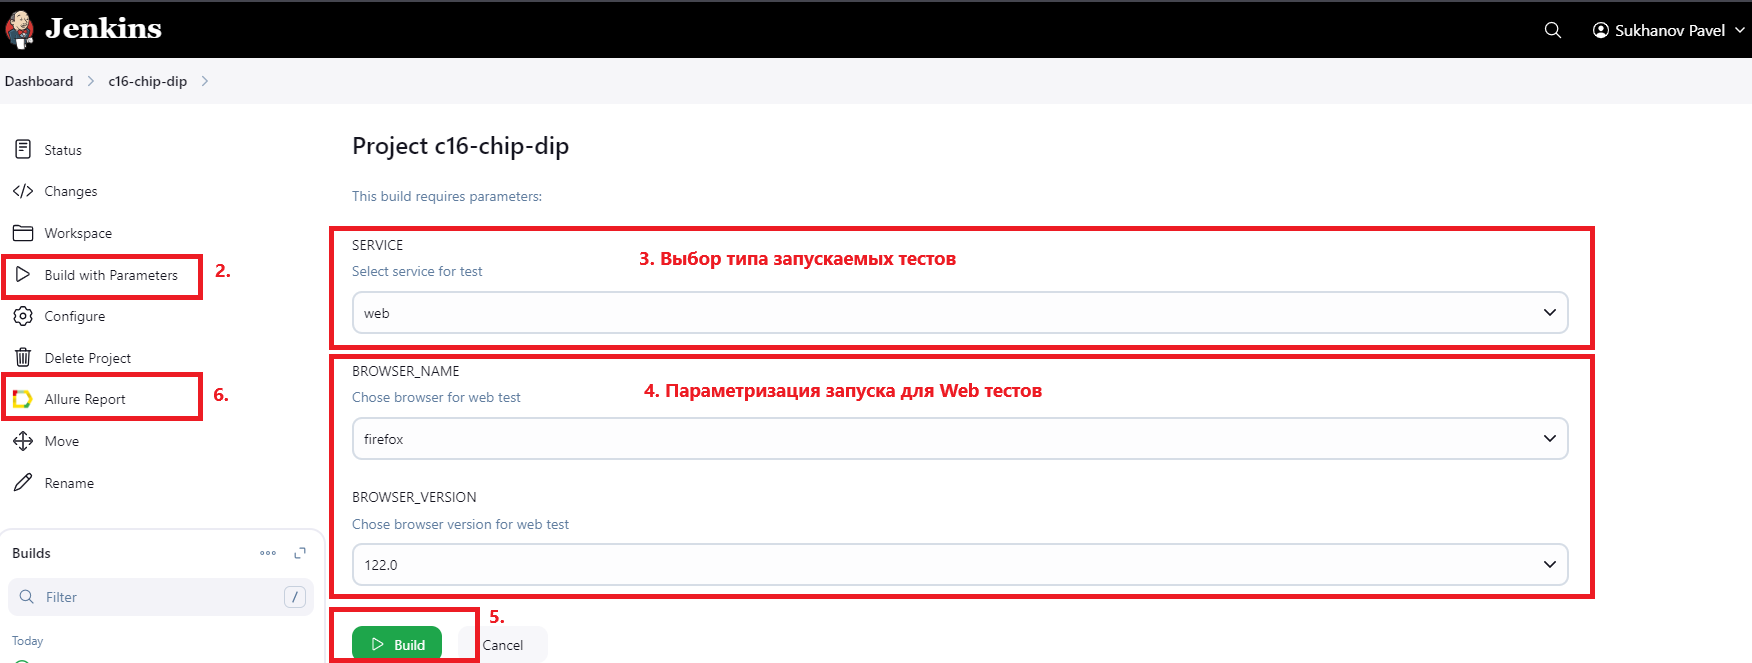 Jenkins
Sukhanov Pavel
Dashboard
c16-chip-dip
Status
Changes
Workspace
Build with Parameters
2.
Configure
Delete Project
Allure Report
6.
Move
Rename
Builds
Filter
/
Today
Project c16-chip-dip
This build requires parameters:
SERVICE
3. Выбор типа запускаемых тестов
Select service for test
web
BROWSER_NAME
4. Параметризация запуска для Web тестов
Chose browser for web test
firefox
BROWSER_VERSION
Chose browser version for web test
122.0
5.
Build
Cancel